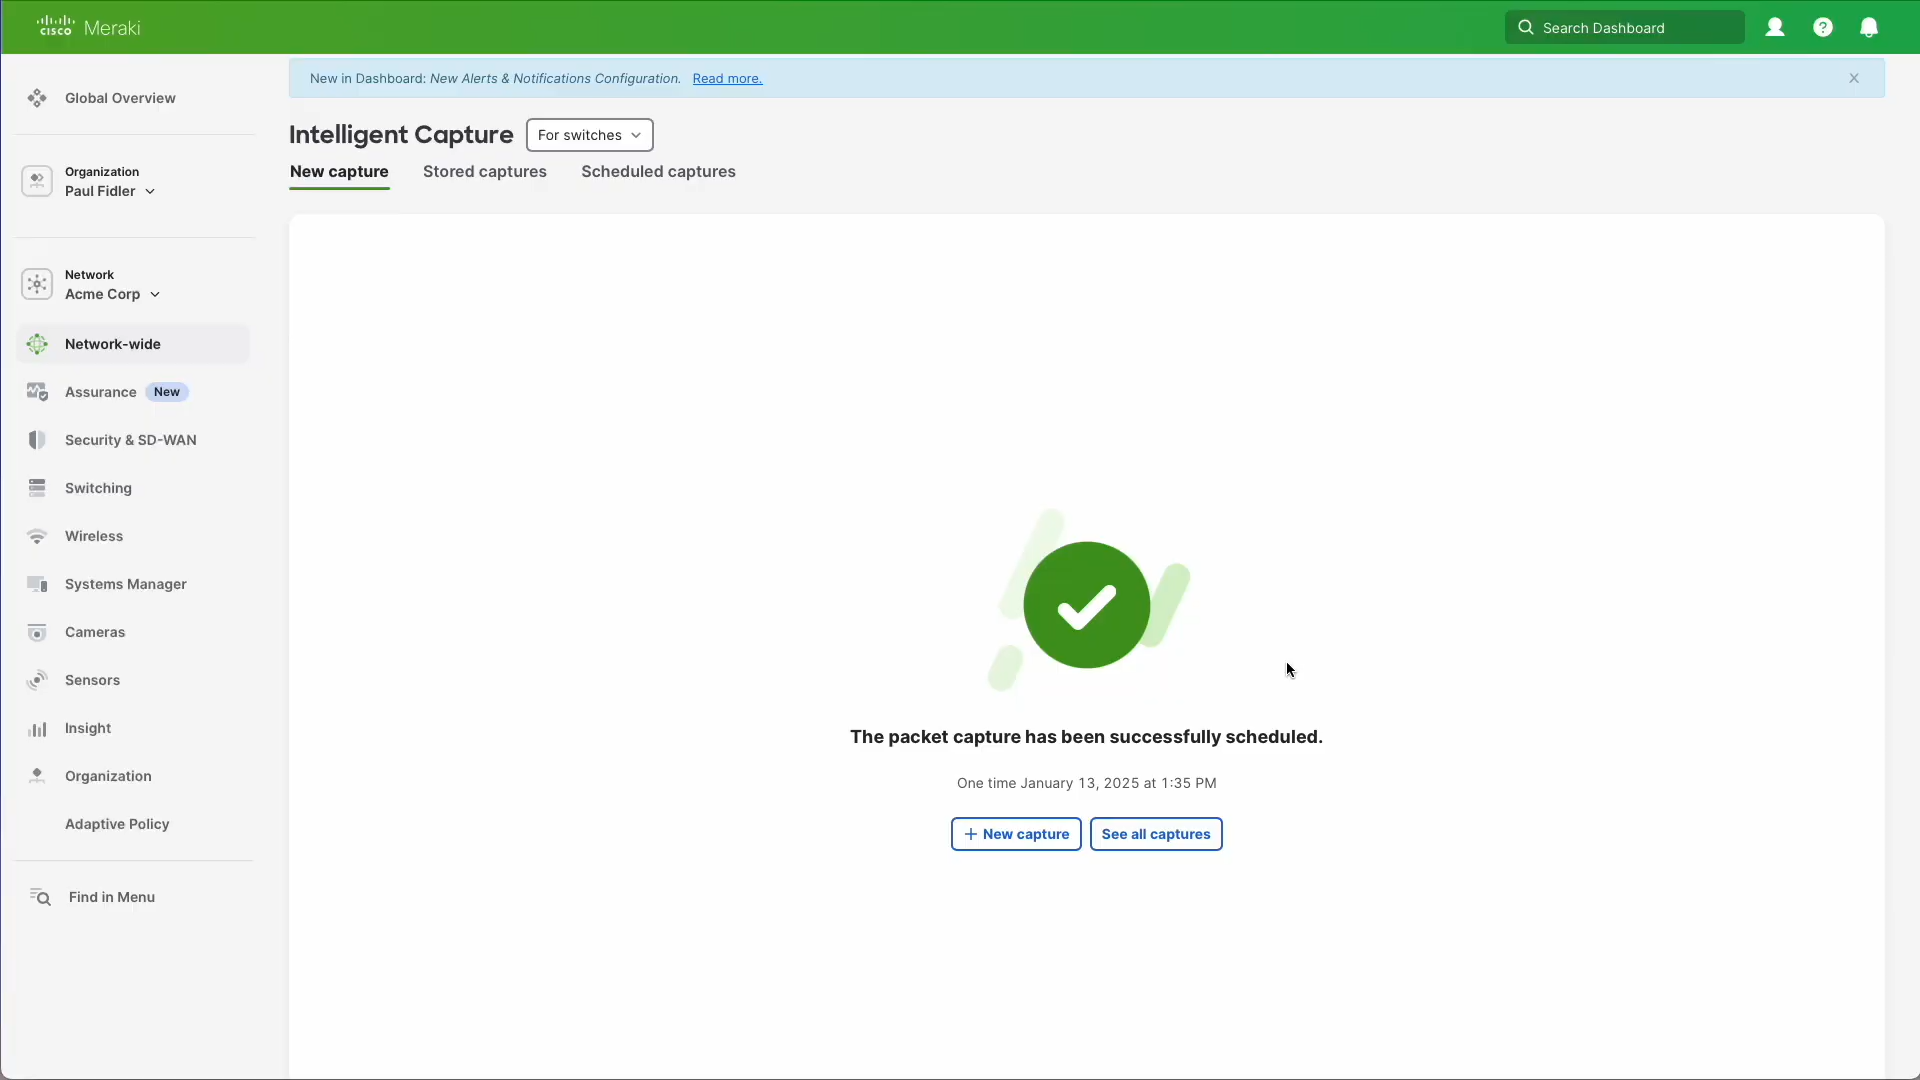 CISCO Meraki
Search Dashboard
New in Dashboard: New Alerts & Notifications Configuration. Read more.
Global Overview
Organization
Paul Fidler
Network
Acme Corp
Network-wide
Assurance New
Security & SD-WAN
Switching
Wireless
Systems Manager
Cameras
Sensors
Insight
Organization
Adaptive Policy
Find in Menu
Intelligent Capture For switches
New capture Stored captures Scheduled captures
The packet capture has been successfully scheduled.
One time January 13, 2025 at 1:35 PM
+ New capture See all captures